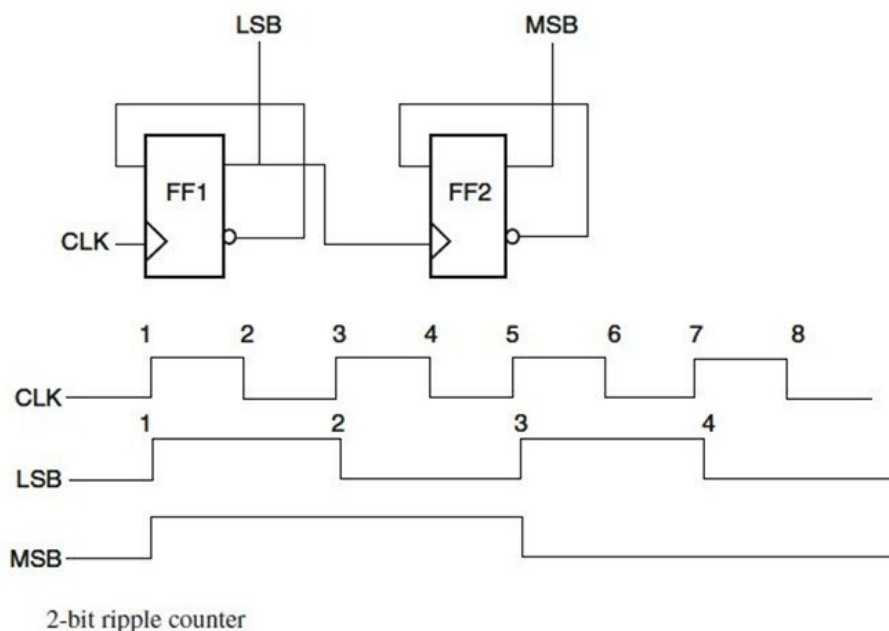 LSB MSB
FF1 FF2
CLK
1 2 3 4 5 6 7 8
CLK
1 2 3 4
LSB
MSB
2-bit ripple counter